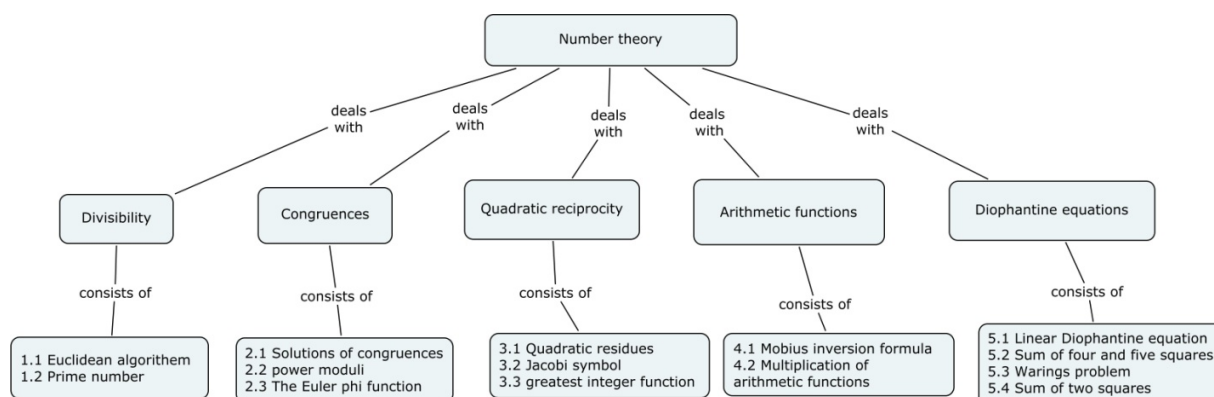 Number theory
deals
with
deals
with
deals
with
deals
with
deals
with
Divisibility
Congruences
Quadratic reciprocity
Arithmetic functions
Diophantine equations
consists of
consists of
consists of
consists of
consists of
1.1 Euclidean algorithem
1.2 Prime number
2.1 Solutions of congruences
2.2 power moduli
2.3 The Euler phi function
3.1 Quadratic residues
3.2 Jacobi symbol
3.3 greatest integer function
4.1 Mobius inversion formula
4.2 Multiplication of
arithmetic functions
5.1 Linear Diophantine equation
5.2 Sum of four and five squares
5.3 Warings problem
5.4 Sum of two squares